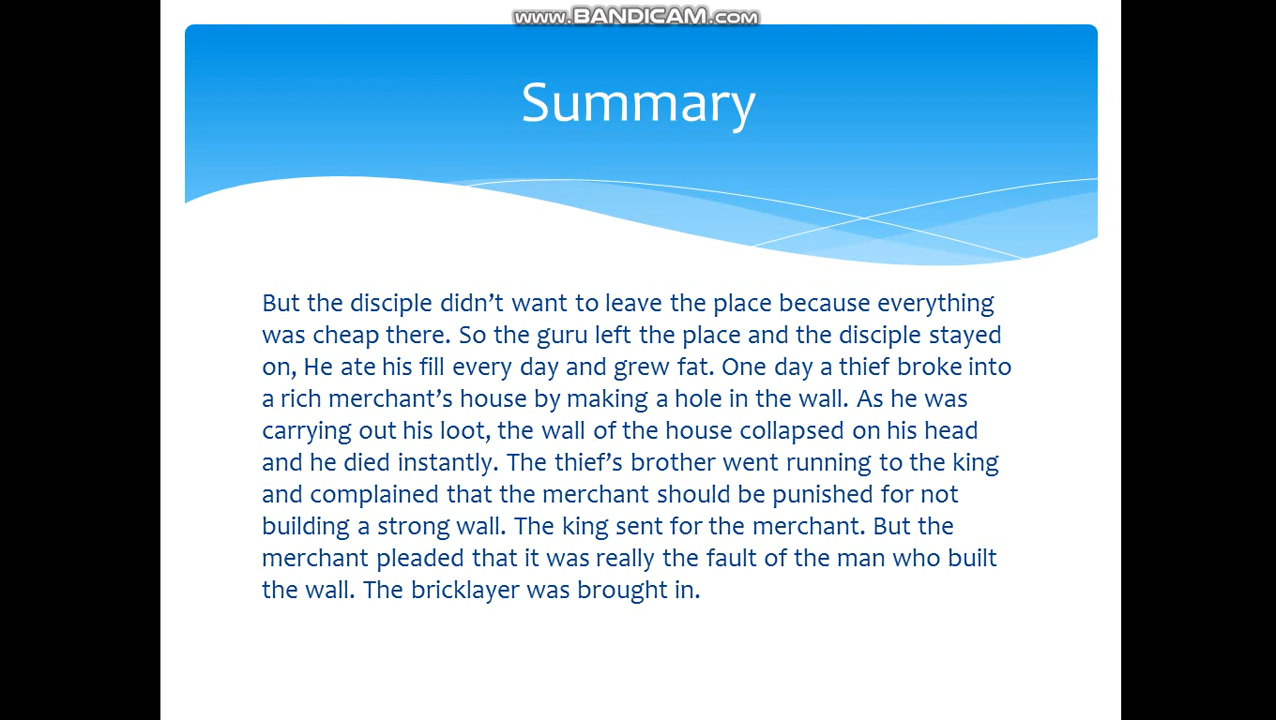 www.BANDICAM.com
Summary
But the disciple didn’t want to leave the place because everything
was cheap there. So the guru left the place and the disciple stayed
on, He ate his fill every day and grew fat. One day a thief broke into
a rich merchant’s house by making a hole in the wall. As he was
carrying out his loot, the wall of the house collapsed on his head
and he died instantly. The thief’s brother went running to the king
and complained that the merchant should be punished for not
building a strong wall. The king sent for the merchant. But the
merchant pleaded that it was really the fault of the man who built
the wall. The bricklayer was brought in.